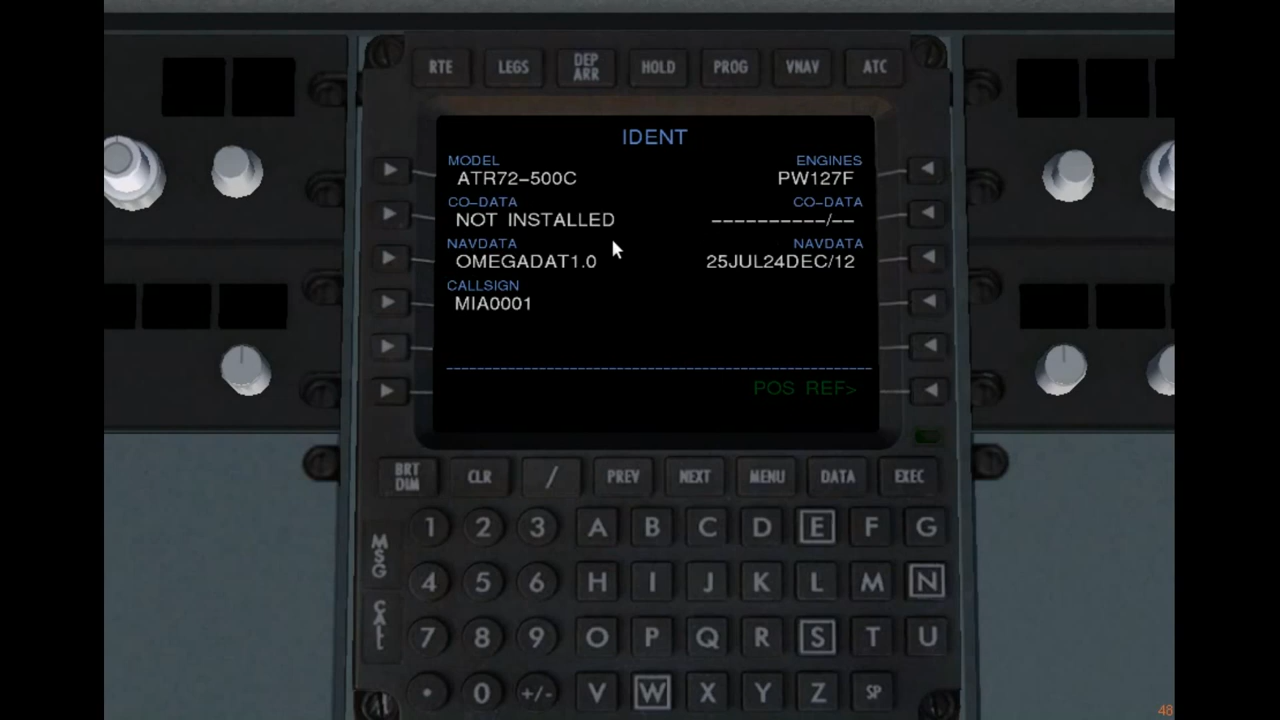 RTE LEGS DEP ARR HOLD PROG VNAV ATC
IDENT
MODEL ENGINES
ATR72-500C PW127F
CO-DATA CO-DATA
NOT INSTALLED ----------/--
NAVDATA NAVDATA
OMEGADAT1.0 25JUL24DEC/12
CALLSIGN
MIA0001
POS REF>
BRT DIM CLR / PREV NEXT MENU DATA EXEC
1 2 3 A B C D E F G
MSG
4 5 6 H I J K L M N
7 8 9 O P Q R S T U
. 0 +/- V W X Y Z SP
48